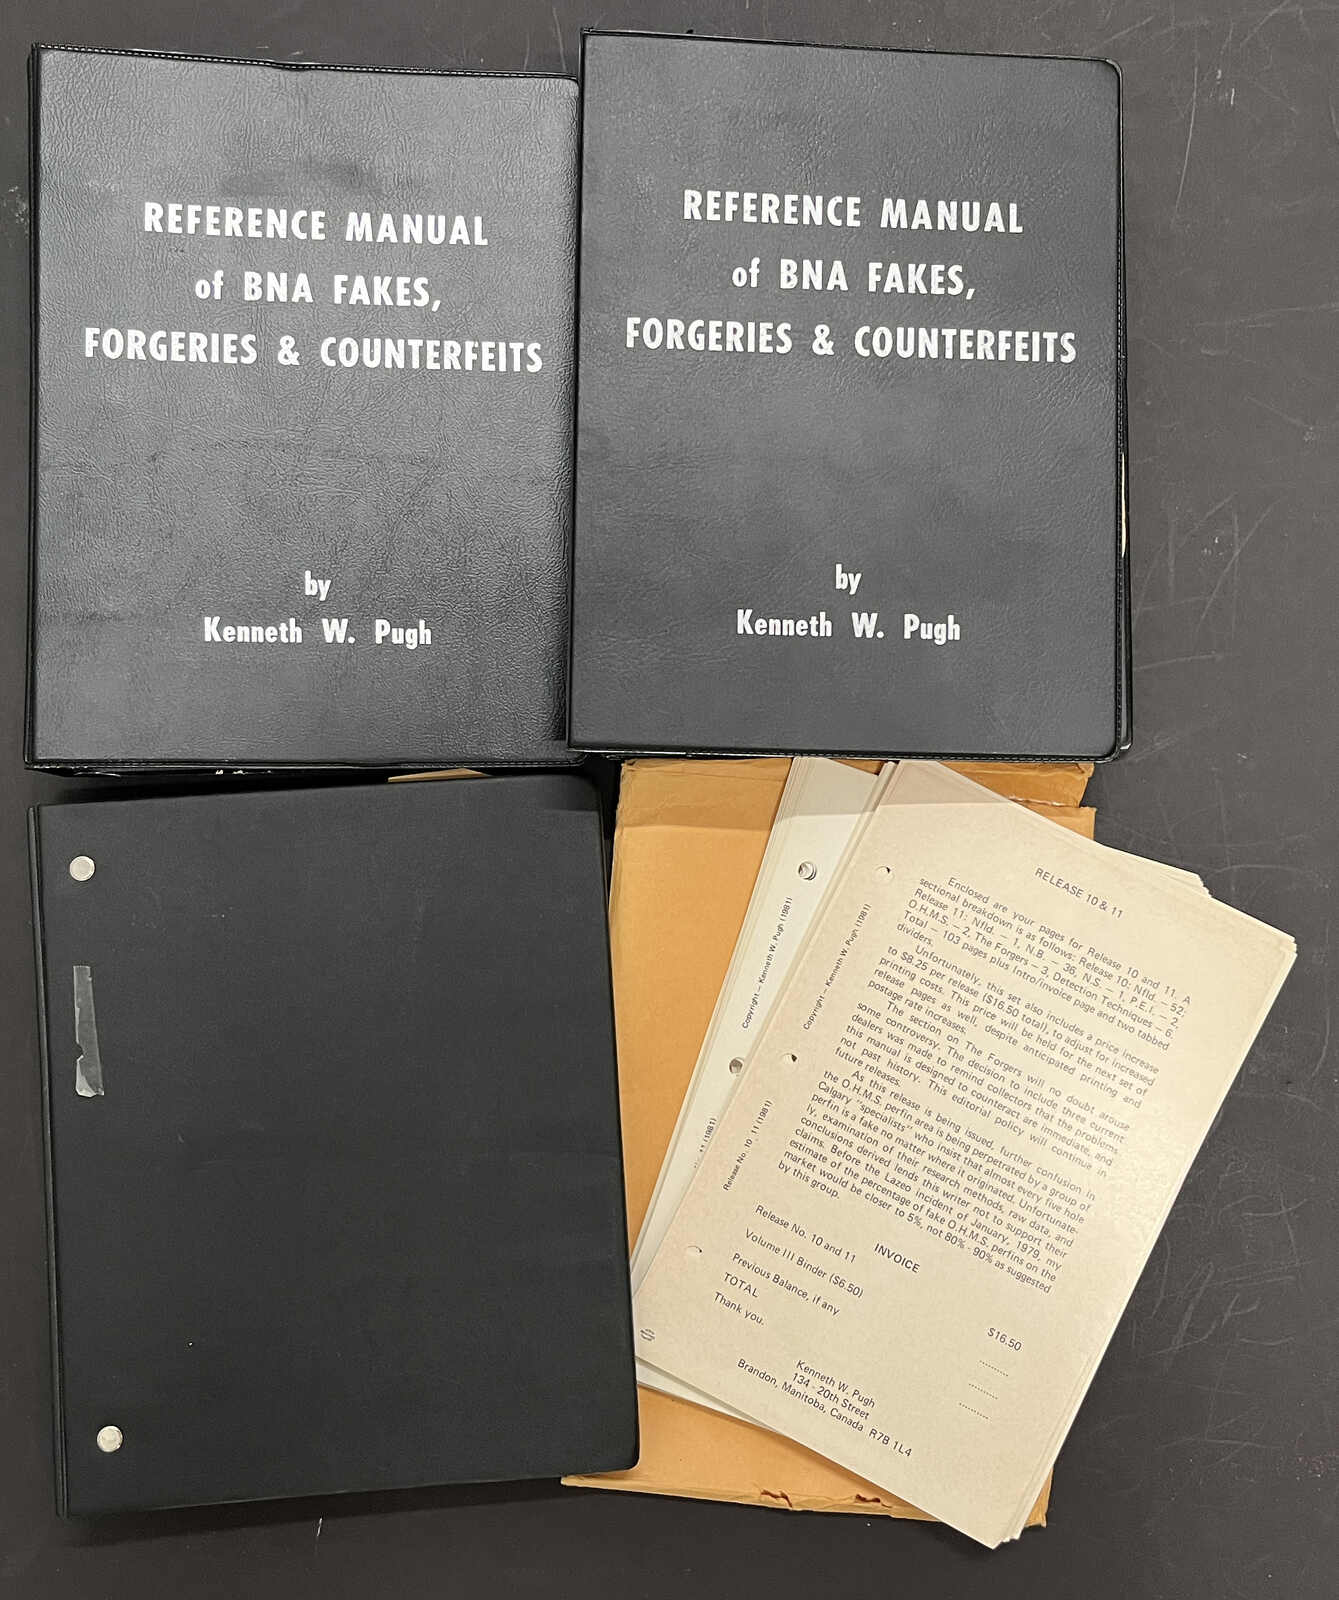 REFERENCE MANUAL
of BNA FAKES,
FORGERIES & COUNTERFEITS
by
Kenneth W. Pugh
REFERENCE MANUAL
of BNA FAKES,
FORGERIES & COUNTERFEITS
by
Kenneth W. Pugh
Copyright — Kenneth W. Pugh (1981)
11 (1981)
Copyright — Kenneth W. Pugh (1981)
Release No. 10, 11 (1981)
RELEASE 10 & 11
Enclosed are your pages for Release 10 and 11. A
sectional breakdown is as follows: Release 10: Nfld. — 52;
Release 11: Nfld. — 1, N.B. — 36, N.S. — 1, P.E.I. — 2,
O.H.M.S. — 2, The Forgers — 3, Detection Techniques — 6.
Total — 103 pages plus Intro/invoice page and two tabbed
dividers.
Unfortunately, this set also includes a price increase
to $8.25 per release ($16.50 total), to adjust for increased
printing costs. This price will be held for the next set of
release pages as well, despite anticipated printing and
postage rate increases.
The section on The Forgers will no doubt arouse
some controversy. The decision to include three current
dealers was made to remind collectors that the problems
this manual is designed to counteract are immediate, and
not past history. This editorial policy will continue in
future releases.
As this release is being issued, further confusion in
the O.H.M.S. perfin area is being perpetrated by a group of
Calgary "specialists" who insist that almost every five hole
perfin is a fake no matter where it originated. Unfortunate-
ly, examination of their research methods, raw data, and
conclusions derived lends this writer not to support their
claims. Before the Lazeo incident of January, 1979, my
estimate of the percentage of fake O.H.M.S. perfins on the
market would be closer to 5%, not 80% - 90% as suggested
by this group.
INVOICE
Release No. 10 and 11 $16.50
Volume III Binder ($6.50) ..........
Previous Balance, if any ..........
TOTAL ..........
Thank you.
Kenneth W. Pugh
134 - 20th Street
Brandon, Manitoba, Canada R7B 1L4